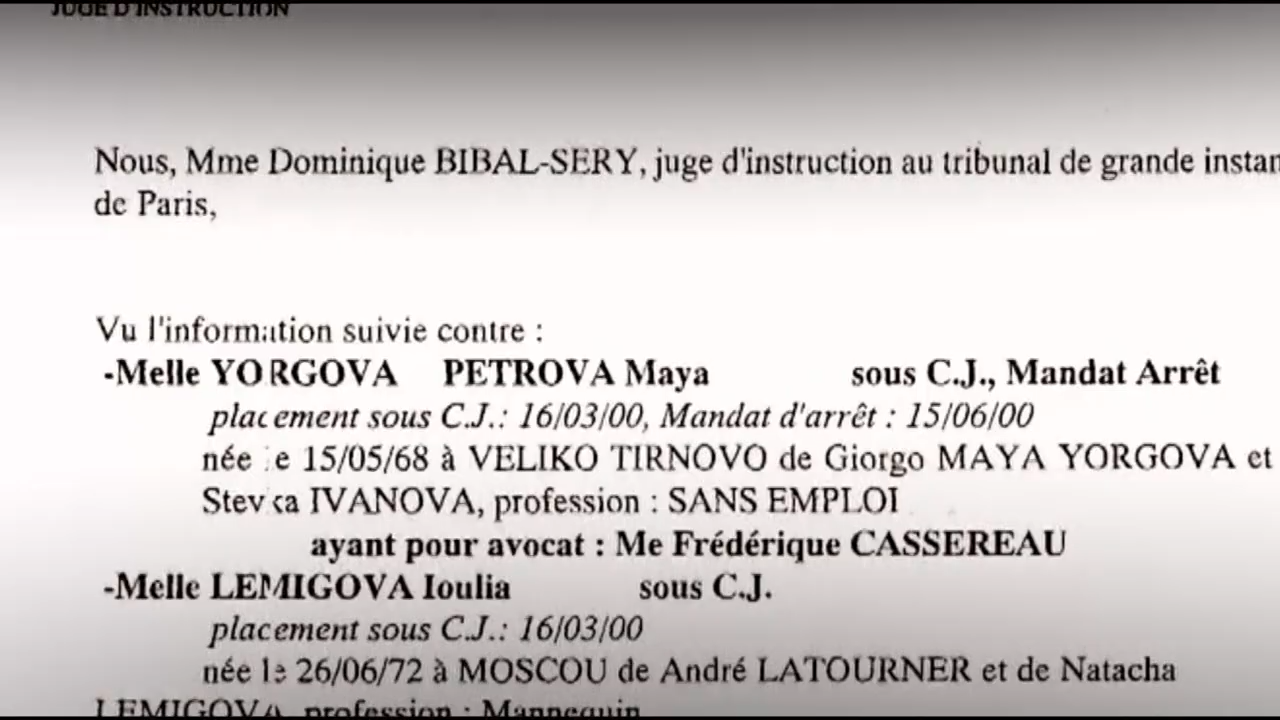 JUGE D'INSTRUCTION
Nous, Mme Dominique BIBAL-SERY, juge d'instruction au tribunal de grande instan
de Paris,
Vu l'information suivie contre :
-Melle YORGOVA PETROVA Maya sous C.J., Mandat Arrêt
placement sous C.J.: 16/03/00, Mandat d'arrêt : 15/06/00
née le 15/05/68 à VELIKO TIRNOVO de Giorgo MAYA YORGOVA et
Stevka IVANOVA, profession : SANS EMPLOI
ayant pour avocat : Me Frédérique CASSEREAU
-Melle LEMIGOVA Ioulia sous C.J.
placement sous C.J.: 16/03/00
née le 26/06/72 à MOSCOU de André LATOURNER et de Natacha
LEMIGOVA, profession : Mannequin